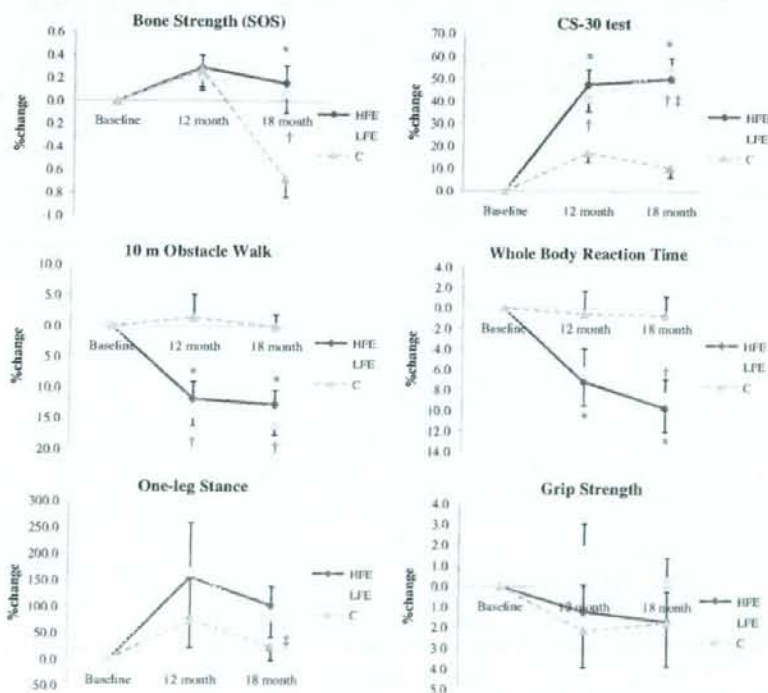 Bone Strength (SOS)
0.6
0.4
0.2
0.0
0.2
0.4
0.6
0.8
1.0
%change
Baseline
12 month
18 month
*
†
HFE
LFE
C
CS-30 test
70.0
60.0
50.0
40.0
30.0
20.0
10.0
0.0
%change
Baseline
12 month
18 month
*
*
†
†‡
HFE
LFE
C
10 m Obstacle Walk
10.0
5.0
0.0
5.0
10.0
15.0
20.0
%change
Baseline
12 month
18 month
*
*
†
†
HFE
LFE
C
Whole Body Reaction Time
4.0
2.0
0.0
2.0
4.0
6.0
8.0
10.0
12.0
14.0
%change
Baseline
12 month
18 month
†
*
*
HFE
LFE
C
One-leg Stance
300.0
250.0
200.0
150.0
100.0
50.0
0.0
50.0
%change
Baseline
12 month
18 month
‡
HFE
LFE
C
Grip Strength
4.0
3.0
2.0
1.0
0.0
1.0
2.0
3.0
4.0
5.0
%change
Baseline
12 month
18 month
HFE
LFE
C